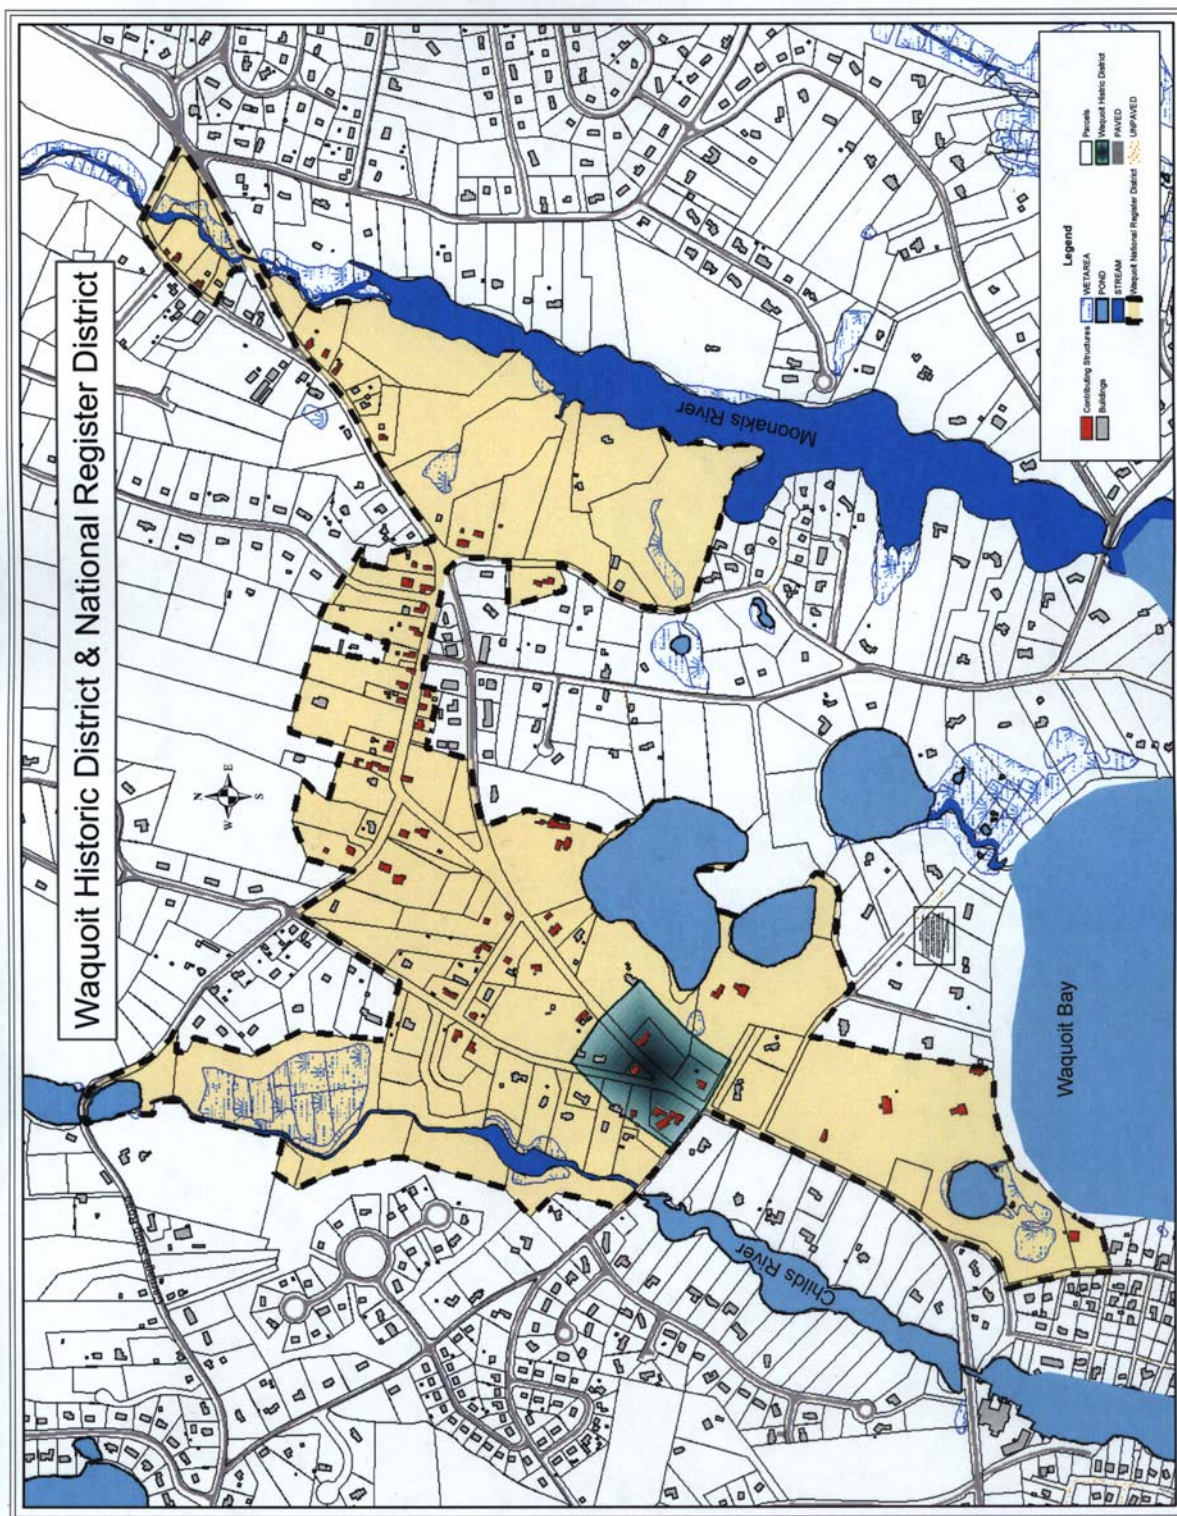 Waquoit Historic District & National Register District
N
W E
S
Moonakis River
Childs River
Waquoit Bay
Legend
Contributing Structures
Buildings
WETAREA
POND
STREAM
Waquoit National Register District
Parcels
Waquoit Histric District
PAVED
UNPAVED